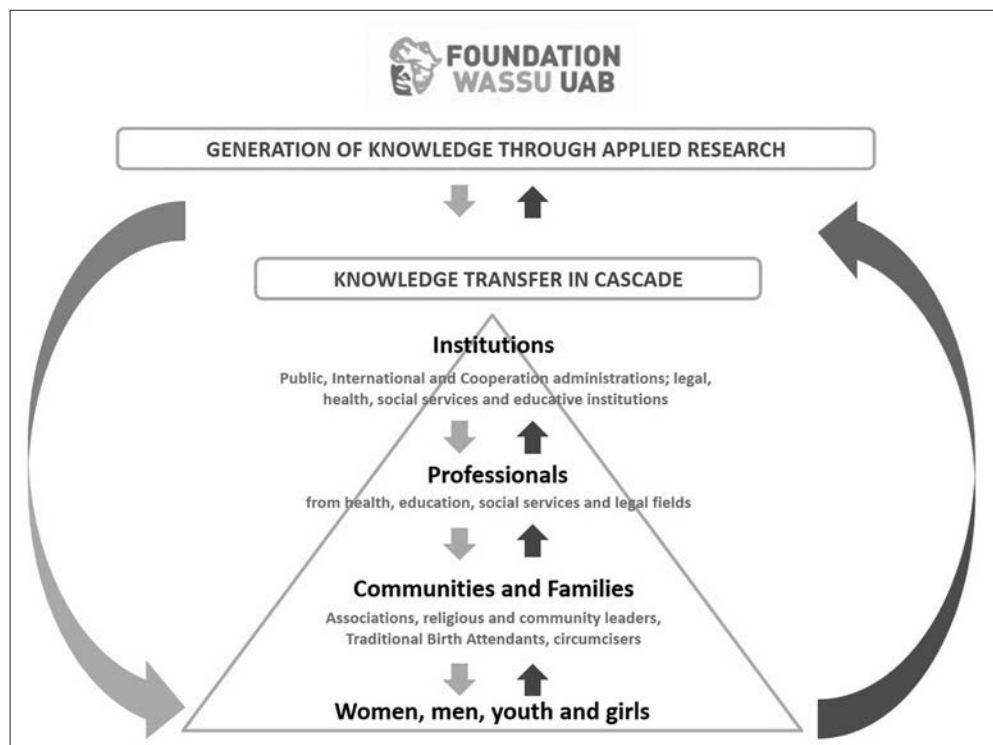 FOUNDATION
WASSU UAB
GENERATION OF KNOWLEDGE THROUGH APPLIED RESEARCH
KNOWLEDGE TRANSFER IN CASCADE
Institutions
Public, International and Cooperation administrations; legal,
health, social services and educative institutions
Professionals
from health, education, social services and legal fields
Communities and Families
Associations, religious and community leaders,
Traditional Birth Attendants, circumcisers
Women, men, youth and girls